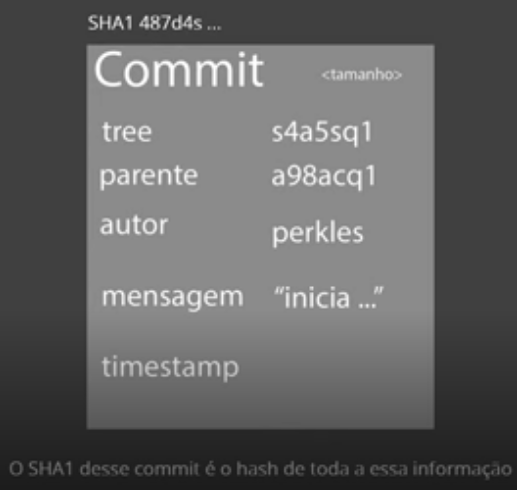 SHA1 487d4s ...
Commit <tamanho>
tree s4a5sq1
parente a98acq1
autor perkles
mensagem “inicia ...”
timestamp
O SHA1 desse commit é o hash de toda a essa informação